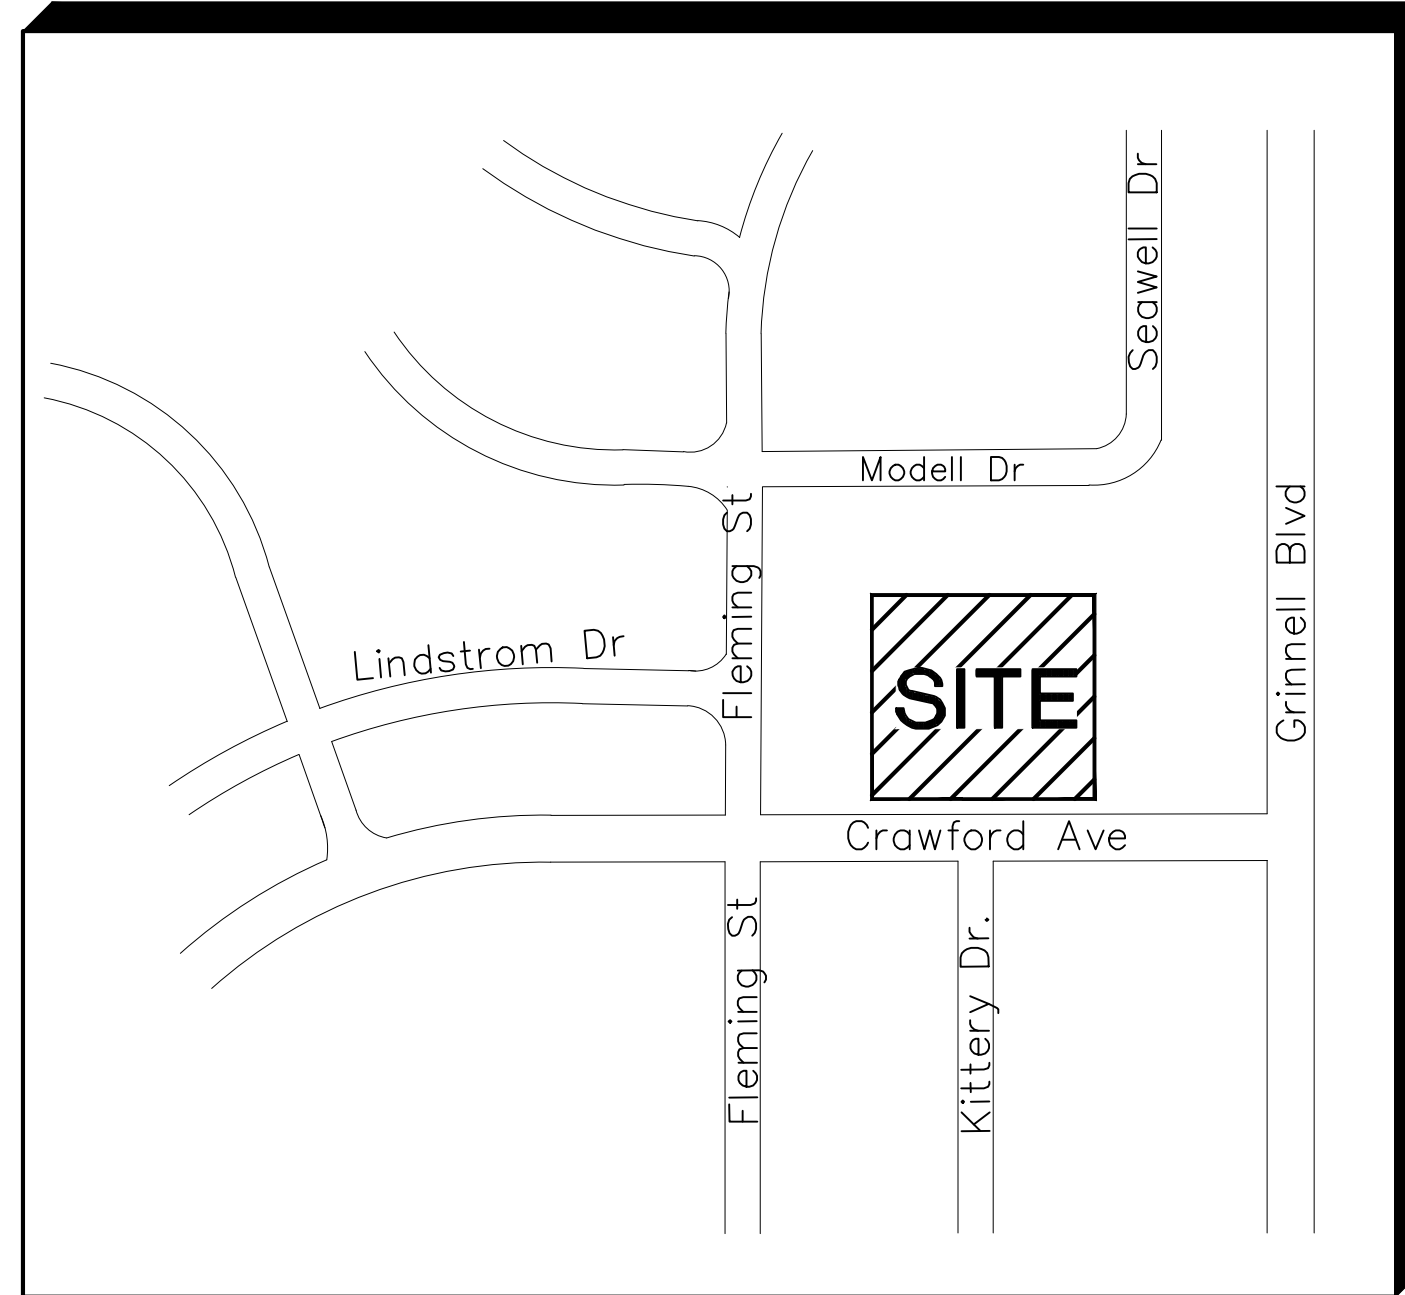 Seawell Dr
Modell Dr
Fleming St
Grinnell Blvd
Lindstrom Dr
SITE
Crawford Ave
Fleming St
Kittery Dr.